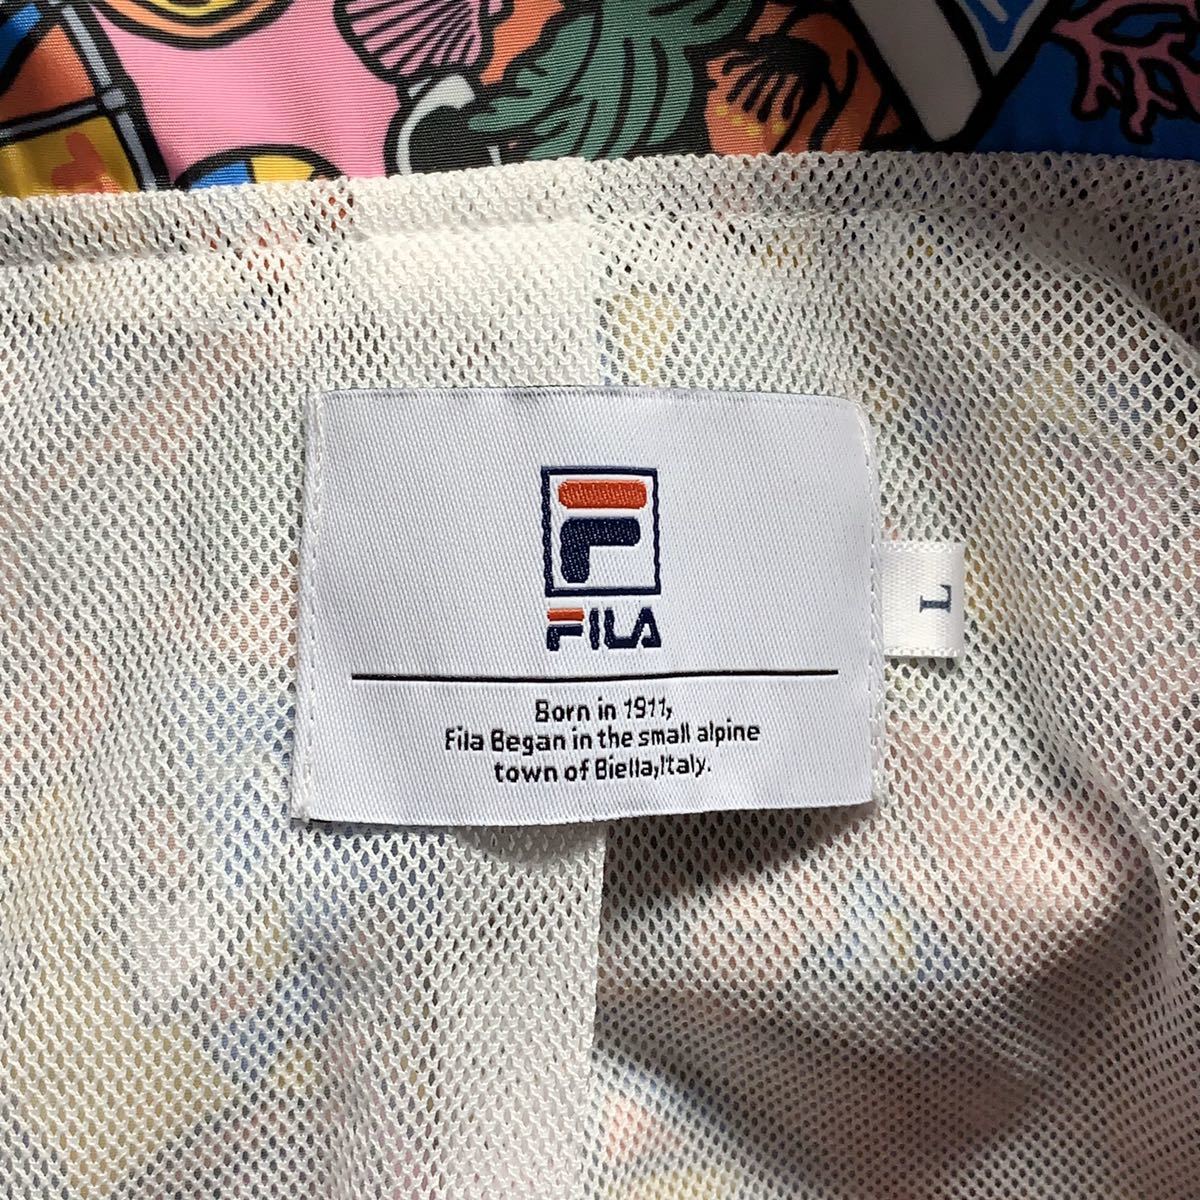 F
FILA
Born in 1911,
Fila Began in the small alpine
town of Biella,Italy.
L